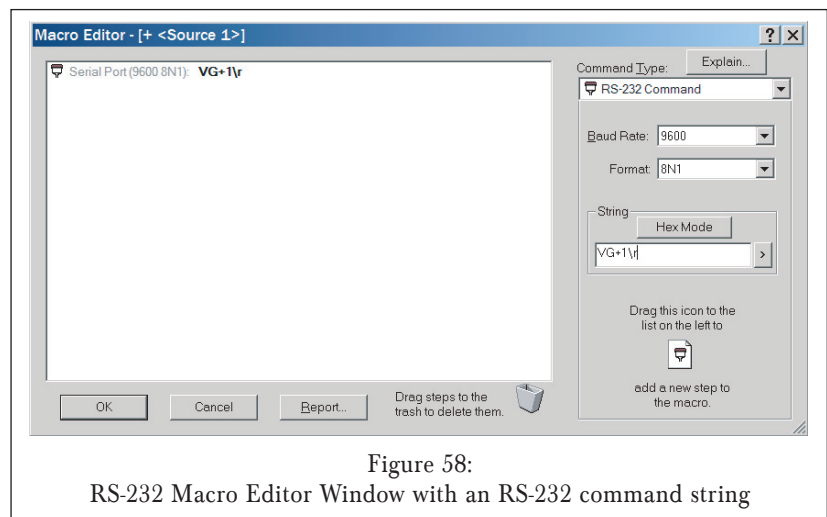 Macro Editor - [+ <Source 1>]
Serial Port (9600 8N1): VG+1\r
Command Type:
Explain...
RS-232 Command
Baud Rate: 9600
Format: 8N1
String
Hex Mode
VG+1\r
>
Drag this icon to the
list on the left to
add a new step to
the macro.
OK
Cancel
Report...
Drag steps to the
trash to delete them.
Figure 58:
RS-232 Macro Editor Window with an RS-232 command string